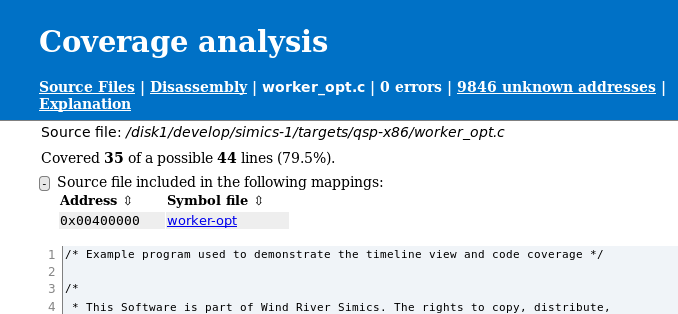 Coverage analysis
Source Files | Disassembly | worker_opt.c | 0 errors | 9846 unknown addresses |
Explanation
Source file: /disk1/develop/simics-1/targets/qsp-x86/worker_opt.c
Covered 35 of a possible 44 lines (79.5%).
- Source file included in the following mappings:
Address ⇕ Symbol file ⇕
0x00400000 worker-opt
1 /* Example program used to demonstrate the timeline view and code coverage */
2
3 /*
4  * This Software is part of Wind River Simics. The rights to copy, distribute,